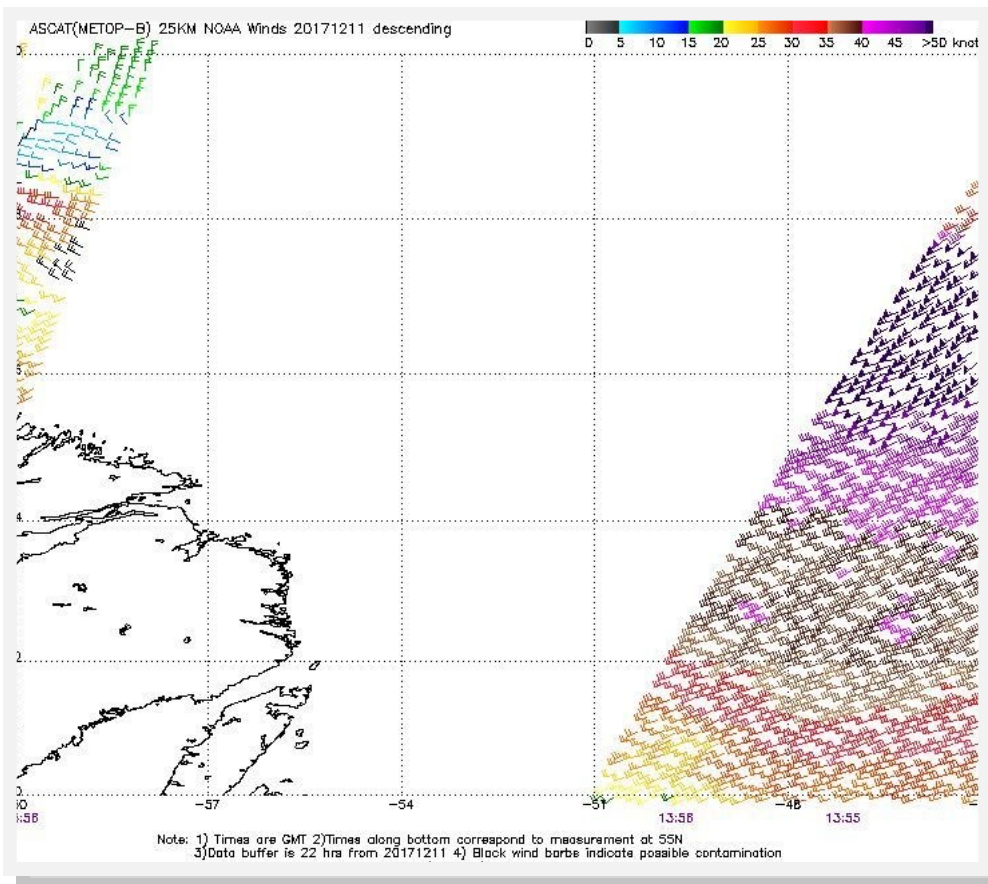 ASCAT(METOP-B) 25KM NOAA Winds 20171211 descending
0 5 10 15 20 25 30 35 40 45 >50 knot
-57 -54 -51 -48
13:58 13:55
Note: 1) Times are GMT 2)Times along bottom correspond to measurement at 55N
3)Data buffer is 22 hrs from 20171211 4) Black wind barbs indicate possible contamination